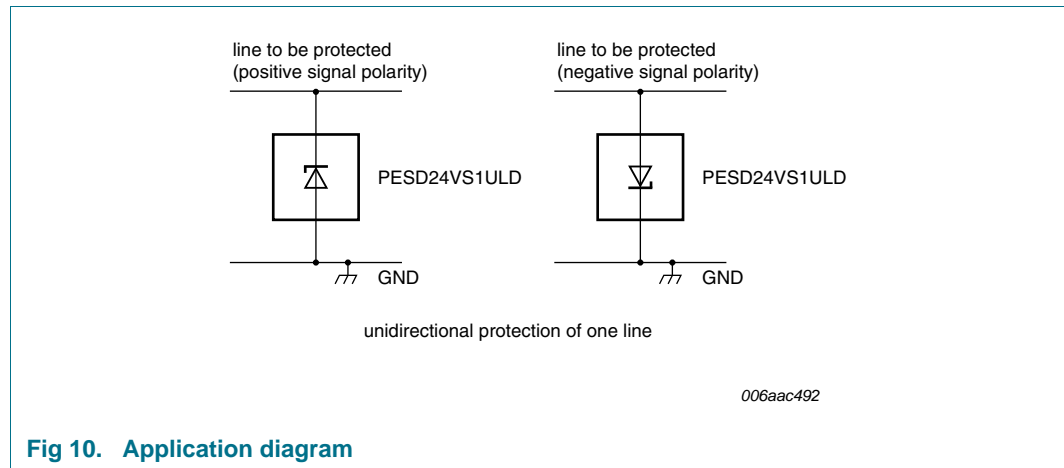 line to be protected
(positive signal polarity)
line to be protected
(negative signal polarity)
PESD24VS1ULD
PESD24VS1ULD
GND
GND
unidirectional protection of one line
006aac492
Fig 10. Application diagram